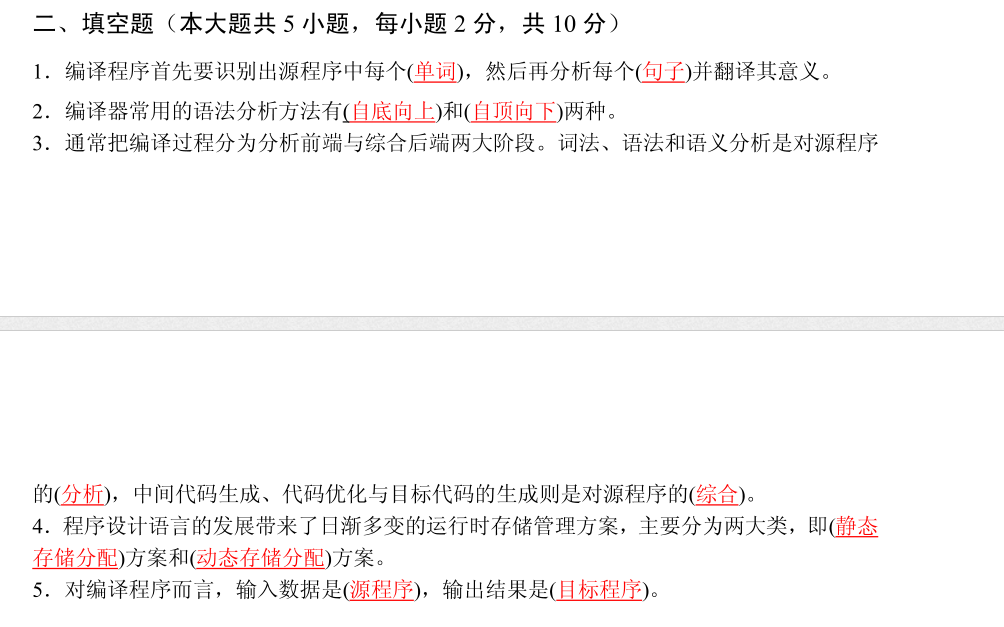 二、填空题（本大题共 5 小题，每小题 2 分，共 10 分）
1．编译程序首先要识别出源程序中每个(单词)，然后再分析每个(句子)并翻译其意义。
2．编译器常用的语法分析方法有(自底向上)和(自顶向下)两种。
3．通常把编译过程分为分析前端与综合后端两大阶段。词法、语法和语义分析是对源程序
的(分析)，中间代码生成、代码优化与目标代码的生成则是对源程序的(综合)。
4．程序设计语言的发展带来了日渐多变的运行时存储管理方案，主要分为两大类，即(静态
存储分配)方案和(动态存储分配)方案。
5．对编译程序而言，输入数据是(源程序)，输出结果是(目标程序)。